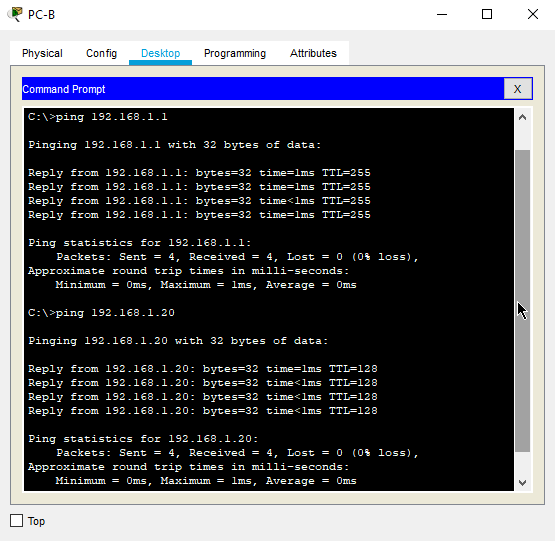 PC-B
Physical Config Desktop Programming Attributes
Command Prompt X
C:\>ping 192.168.1.1
Pinging 192.168.1.1 with 32 bytes of data:
Reply from 192.168.1.1: bytes=32 time=1ms TTL=255
Reply from 192.168.1.1: bytes=32 time=1ms TTL=255
Reply from 192.168.1.1: bytes=32 time<1ms TTL=255
Reply from 192.168.1.1: bytes=32 time=1ms TTL=255
Ping statistics for 192.168.1.1:
Packets: Sent = 4, Received = 4, Lost = 0 (0% loss),
Approximate round trip times in milli-seconds:
Minimum = 0ms, Maximum = 1ms, Average = 0ms
C:\>ping 192.168.1.20
Pinging 192.168.1.20 with 32 bytes of data:
Reply from 192.168.1.20: bytes=32 time=1ms TTL=128
Reply from 192.168.1.20: bytes=32 time<1ms TTL=128
Reply from 192.168.1.20: bytes=32 time<1ms TTL=128
Reply from 192.168.1.20: bytes=32 time<1ms TTL=128
Ping statistics for 192.168.1.20:
Packets: Sent = 4, Received = 4, Lost = 0 (0% loss),
Approximate round trip times in milli-seconds:
Minimum = 0ms, Maximum = 1ms, Average = 0ms
Top